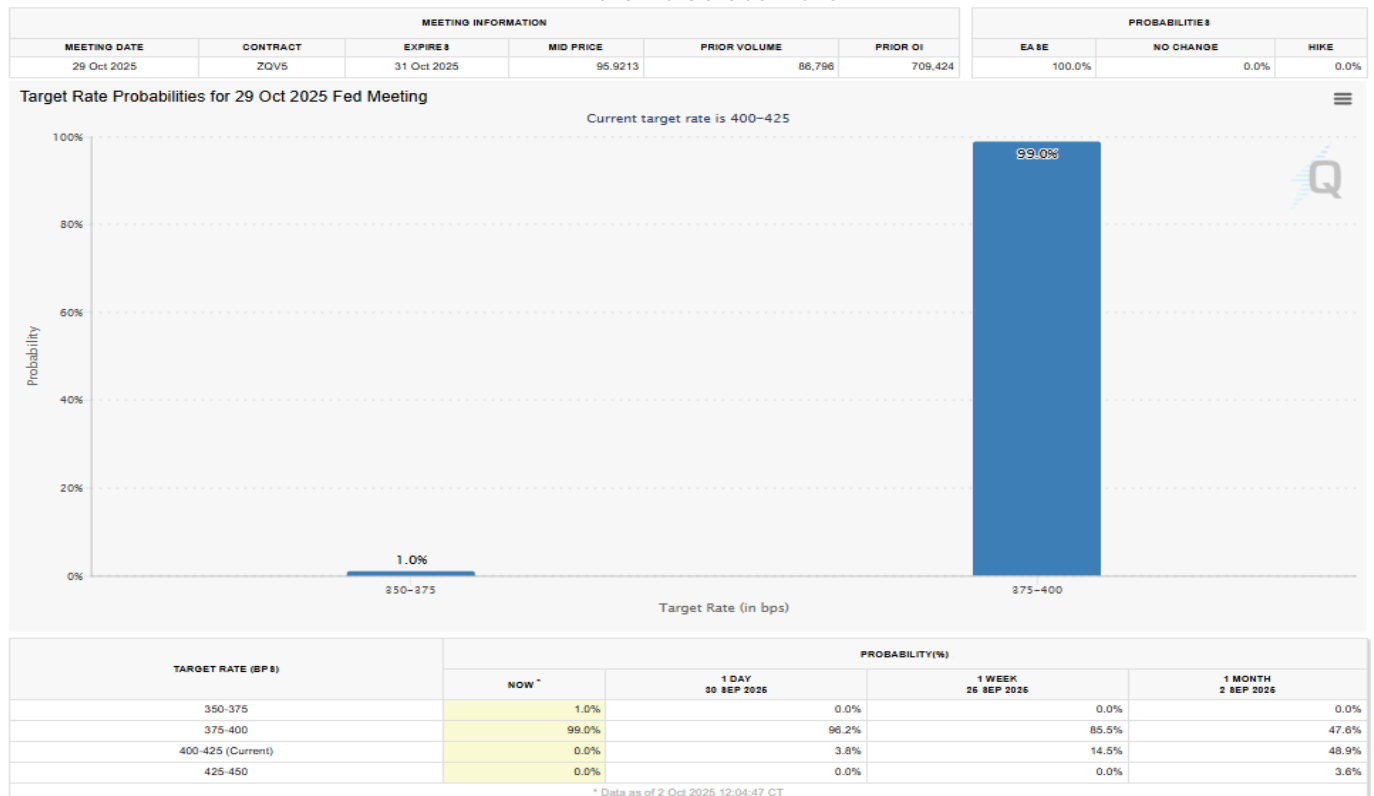 MEETING INFORMATION PROBABILITIES
MEETING DATE CONTRACT EXPIRES MID PRICE PRIOR VOLUME PRIOR OI EASE NO CHANGE HIKE
29 Oct 2025 ZQV5 31 Oct 2025 95.9213 86,796 709,424 100.0% 0.0% 0.0%
Target Rate Probabilities for 29 Oct 2025 Fed Meeting
Current target rate is 400-425
100%
99.0%
Q
80%
60%
Probability
40%
20%
1.0%
0%
350-375 375-400
Target Rate (in bps)
TARGET RATE (BPS) PROBABILITY(%)
NOW * 1 DAY 30 SEP 2025 1 WEEK 25 SEP 2025 1 MONTH 2 SEP 2025
350-375 1.0% 0.0% 0.0% 0.0%
375-400 99.0% 96.2% 85.5% 47.6%
400-425 (Current) 0.0% 3.8% 14.5% 48.9%
425-450 0.0% 0.0% 0.0% 3.6%
* Data as of 2 Oct 2025 12:04:47 CT